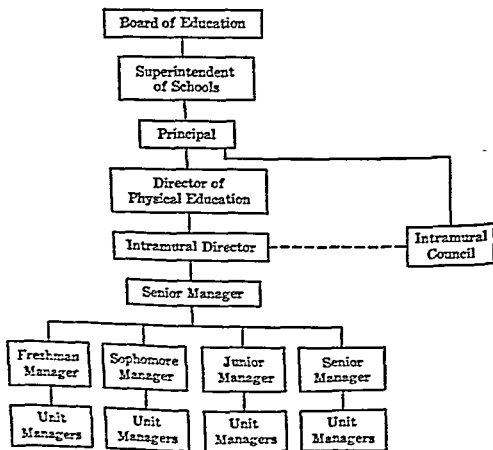 Board of Education
Superintendent
of Schools
Principal
Director of
Physical Education
Intramural Director
Intramural
Council
Senior Manager
Freshman
Manager
Sophomore
Manager
Junior
Manager
Senior
Manager
Unit
Managers
Unit
Managers
Unit
Managers
Unit
Managers